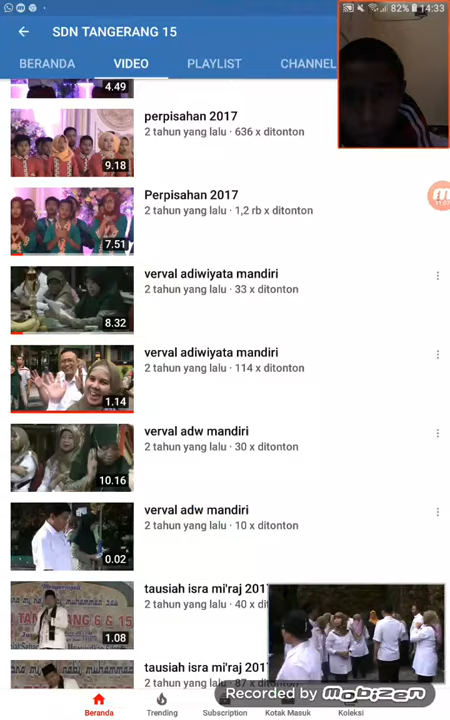 82% 14:33
SDN TANGERANG 15
BERANDA VIDEO PLAYLIST CHANNEL
4.49
perpisahan 2017
2 tahun yang lalu · 636 x ditonton
9.18
Perpisahan 2017
2 tahun yang lalu · 1,2 rb x ditonton
7.51
verval adiwiyata mandiri
2 tahun yang lalu · 33 x ditonton
8.32
verval adiwiyata mandiri
2 tahun yang lalu · 114 x ditonton
1.14
verval adw mandiri
2 tahun yang lalu · 30 x ditonton
10.16
verval adw mandiri
2 tahun yang lalu · 10 x ditonton
0.02
tausiah isra mi'raj 201
2 tahun yang lalu · 40 x di
1.08
tausiah isra mi'raj 201
2 tahun yang lalu · 87 x di
Recorded by mobizen
Beranda Trending Subscription Kotak Masuk Koleksi